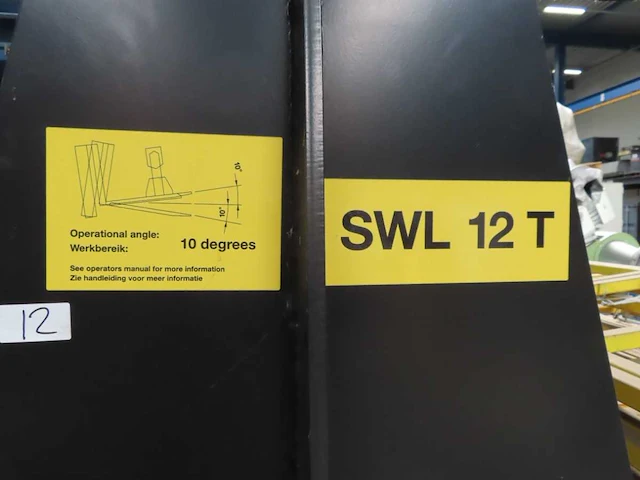 10°
10°
Operational angle:
Werkbereik:
10 degrees
See operators manual for more information
Zie handleiding voor meer informatie
SWL 12 T
12